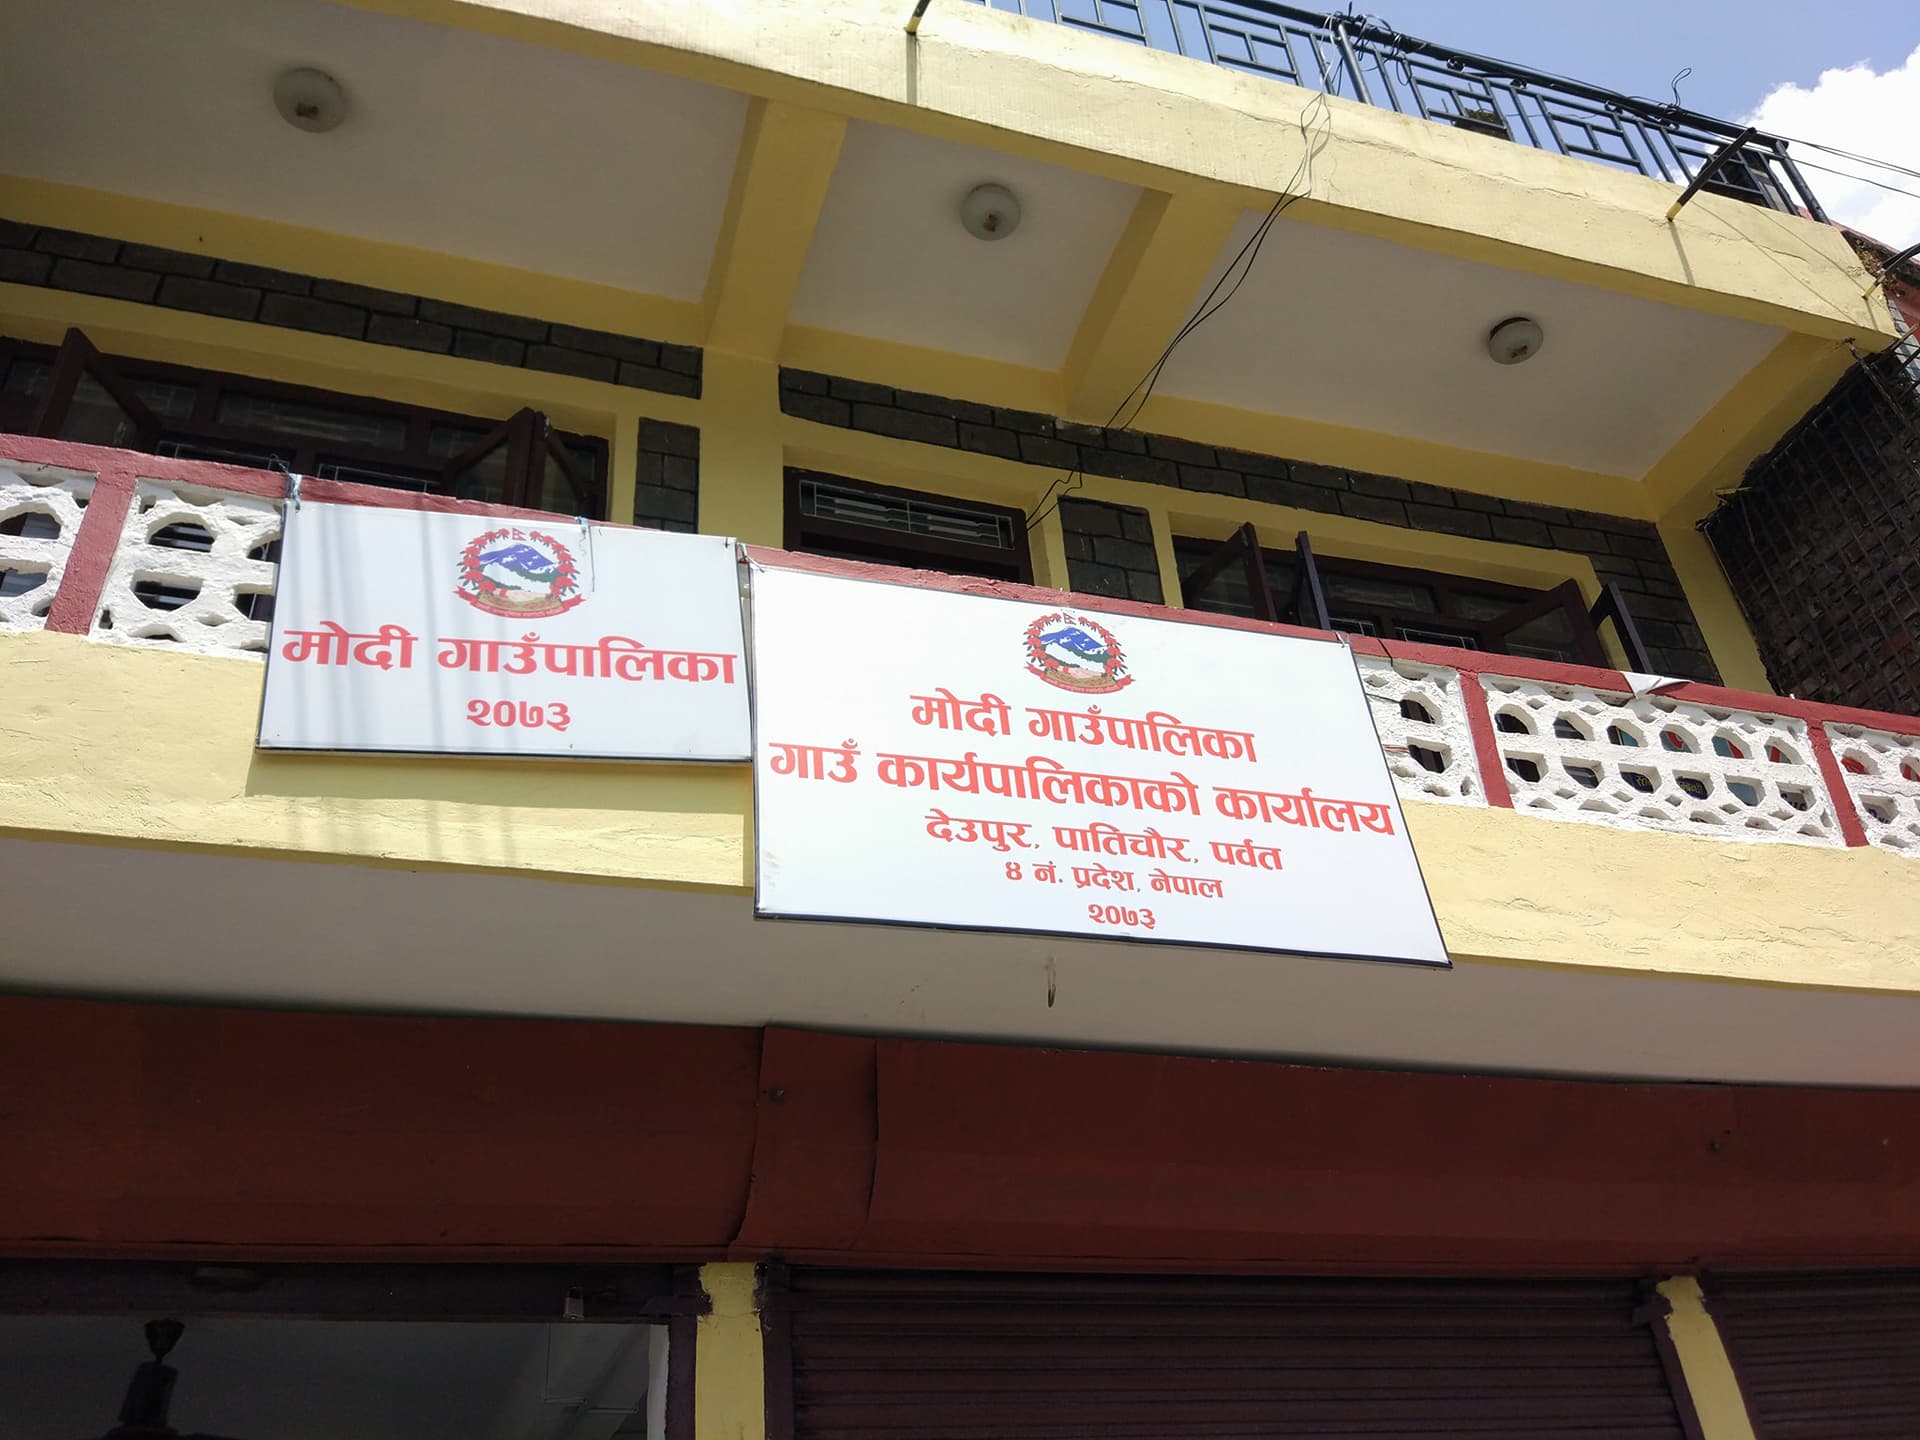 मोदी गाउँपालिका
२०७३
मोदी गाउँपालिका
गाउँ कार्यपालिकाको कार्यालय
देउपुर, पातिचौर, पर्वत
४ नं. प्रदेश, नेपाल
२०७३